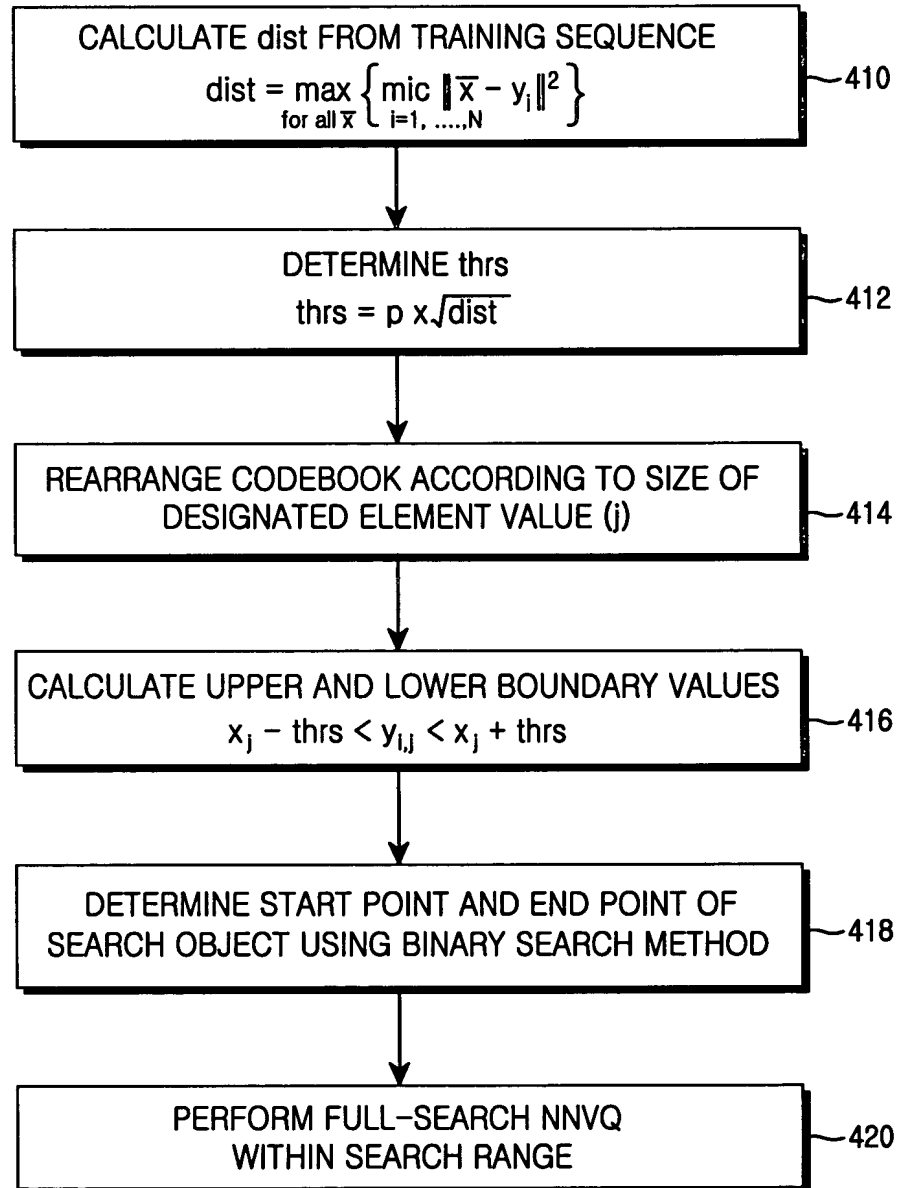 CALCULATE dist FROM TRAINING SEQUENCE
dist = max { mic ‖x̅ - yᵢ‖² }
for all x̅ i=1, ....,N
410
DETERMINE thrs
thrs = p x√dist
412
REARRANGE CODEBOOK ACCORDING TO SIZE OF
DESIGNATED ELEMENT VALUE (j)
414
CALCULATE UPPER AND LOWER BOUNDARY VALUES
xⱼ - thrs < yᵢ,ⱼ < xⱼ + thrs
416
DETERMINE START POINT AND END POINT OF
SEARCH OBJECT USING BINARY SEARCH METHOD
418
PERFORM FULL-SEARCH NNVQ
WITHIN SEARCH RANGE
420